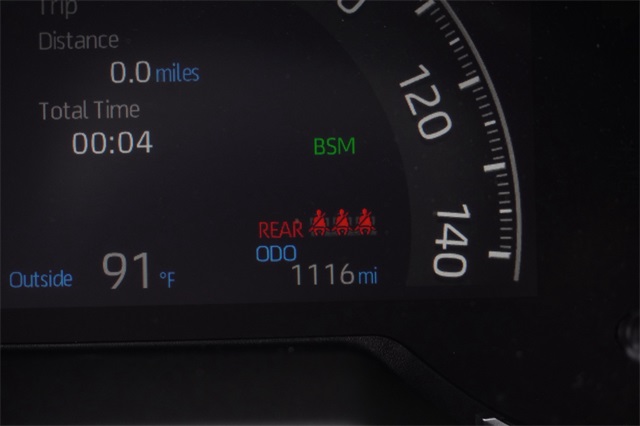 Trip
Distance
0.0 miles
Total Time
00:04
BSM
REAR
ODO
1116 mi
Outside 91 °F
120
140